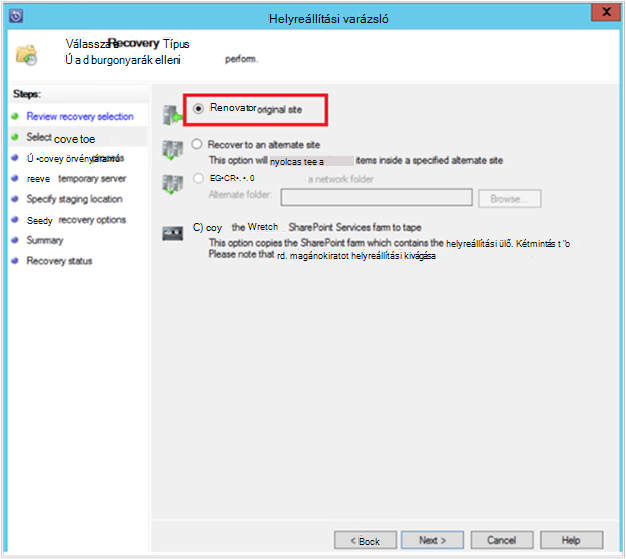 Helyreállítási varázsló
Válassza Recovery Típus
Ú a d burgonyarák elleni perform.
Steps:
Review recovery selection
Select cove toe
Ú •covey örvényáramú
reeve temporary server
Specify staging location
Seedy recovery options
Summary
Recovery status
Renovator original site
Recover to an alternate site
This option will nyolcas tee a items inside a specified alternate site
EG•CR•. •. 0 a network folder
Alternate folder:
Browse...
C) coy the Wretch SharePoint Services farm to tape
This option copies the SharePoint farm which contains the helyreállítási ülő. Kétmintás t "o
Please note that rd. magánokiratot helyreállítási kivágása
< Bock
Next >
Cancel
Help